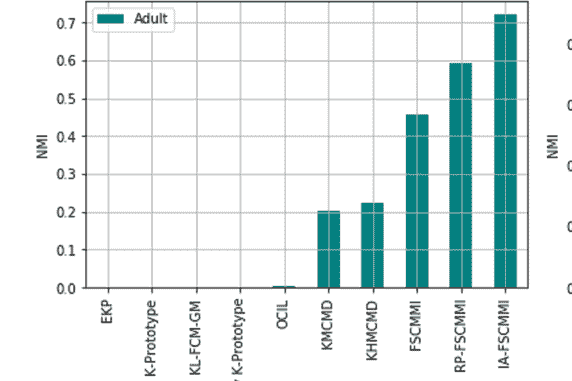 Adult
NMI
0.7
0.6
0.5
0.4
0.3
0.2
0.1
0.0
EKP
K-Prototype
KL-FCM-GM
K-Prototype
OCIL
KMCMD
KHMCMD
FSCMMI
RP-FSCMMI
IA-FSCMMI
NMI